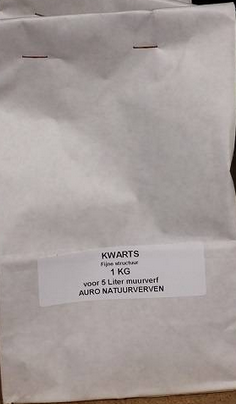 KWARTS
Fijne structuur
1 KG
voor 5 Liter muurverf
AURO NATUURVERVEN